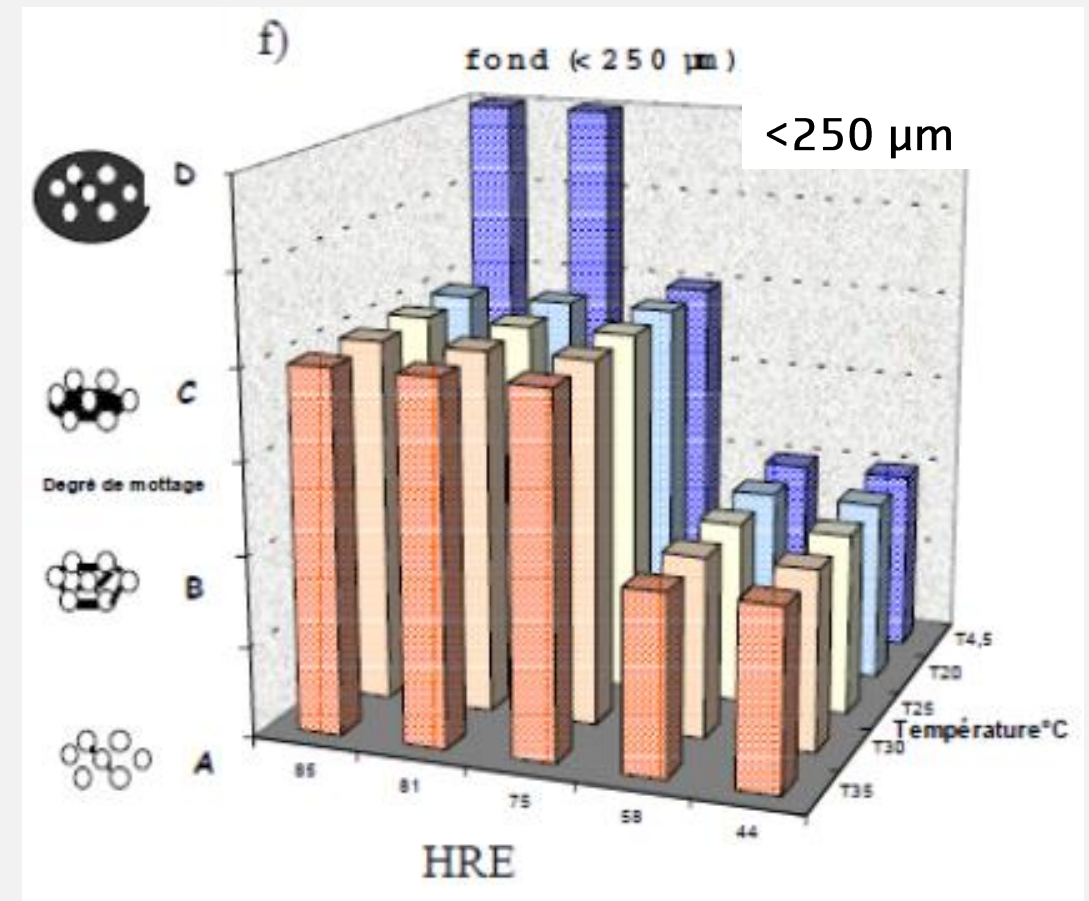 f)
fond (< 250 µm)
<250 µm
D
C
Degré de mottage
B
A
85
81
75
58
44
T4,5
T20
T25
T30
T35
Température°C
HRE